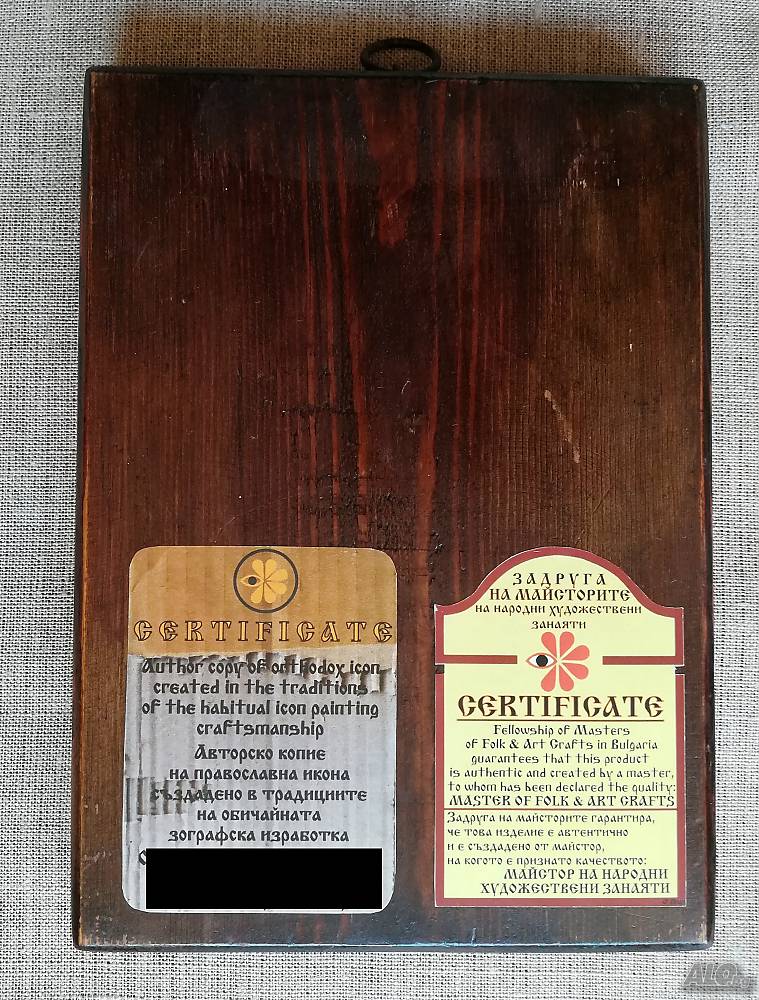 CERTIFICATE
Author copy of orthodox icon
created in the traditions
of the habitual icon painting
craftsmanship
Авторско копие
на православна икона
създадено в традициите
на обичайната
зографска изработка
ЗАДРУГА
НА МАЙСТОРИТЕ
НА НАРОДНИ ХУДОЖЕСТВЕНИ
ЗАНАЯТИ
CERTIFICATE
Fellowship of Masters
of Folk & Art Crafts in Bulgaria
guarantees that this product
is authentic and created by a master,
to whom has been declared the quality:
MASTER OF FOLK & ART CRAFTS
Задруга на майсторите гарантира,
че това изделие е автентично
и е създадено от майстор,
на когото е признато качеството:
МАЙСТОР НА НАРОДНИ
ХУДОЖЕСТВЕНИ ЗАНАЯТИ
ALO